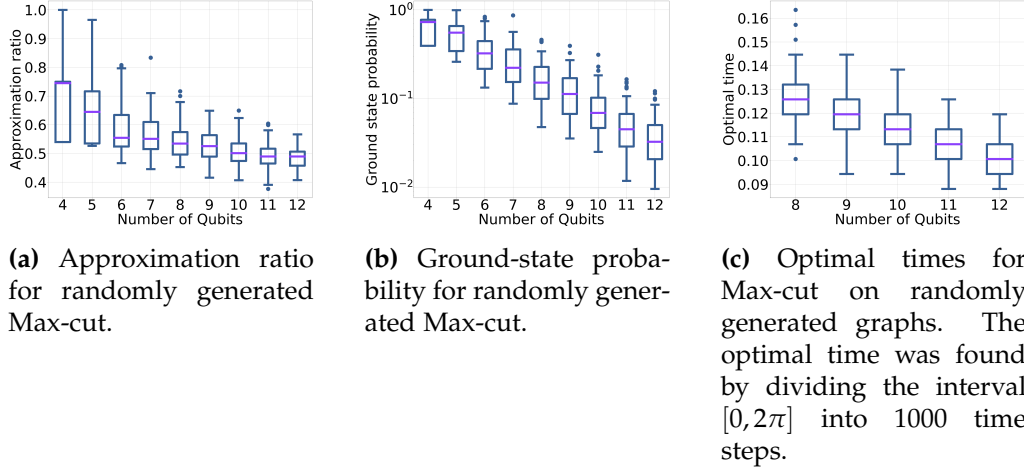 1.0
0.9
0.8
0.7
0.6
0.5
0.4
Approximation ratio
4 5 6 7 8 9 10 11 12
Number of Qubits
10⁰
10⁻¹
10⁻²
Ground state probability
4 5 6 7 8 9 10 11 12
Number of Qubits
0.16
0.15
0.14
0.13
0.12
0.11
0.10
0.09
Optimal time
8 9 10 11 12
Number of Qubits
(a) Approximation ratio
for randomly generated
Max-cut.
(b) Ground-state proba-
bility for randomly gener-
ated Max-cut.
(c) Optimal times for
Max-cut on randomly
generated graphs. The
optimal time was found
by dividing the interval
[0, 2π] into 1000 time
steps.